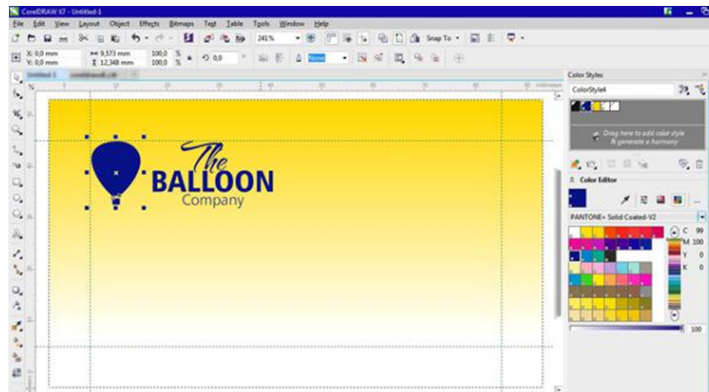 CorelDRAW X7 - Untitled-1
File Edit View Layout Object Effects Bitmaps Text Table Tools Window Help
241% Snap To
X: 0,0 mm 9,573 mm 100,0 % 0,0 None
Y: 0,0 mm 12,348 mm 100,0 %
Untitled-1
The
BALLOON
Company
Color Styles
ColorStyle4
Drag here to add color style
& generate a harmony
Color Editor
PANTONE+ Solid Coated-V2
C 99
M 100
Y 0
K 0
100